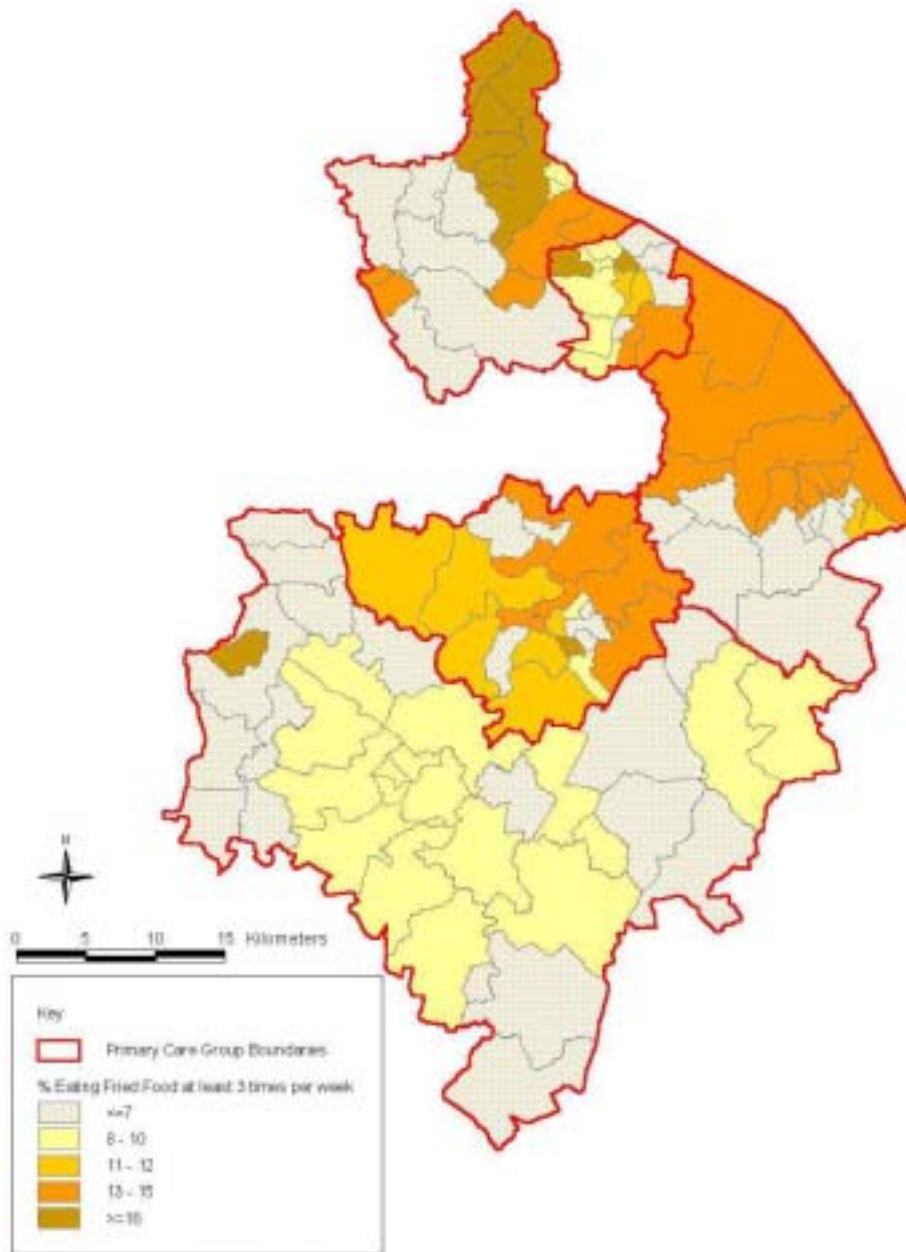 N
0 5 10 15 Kilometers
Key
Primary Care Group Boundaries
% Eating Fried Food at least 3 times per week
<=7
8 - 10
11 - 12
13 - 15
>=16